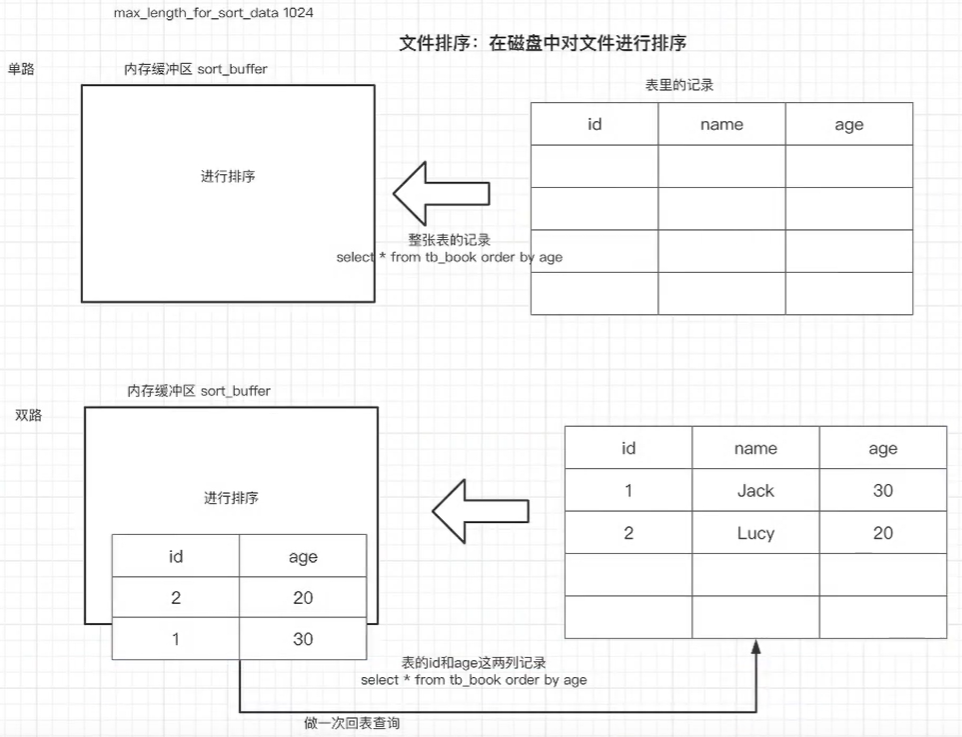 max_length_for_sort_data 1024
文件排序：在磁盘中对文件进行排序
单路
内存缓冲区 sort_buffer
表里的记录
id name age
进行排序
整张表的记录
select * from tb_book order by age
内存缓冲区 sort_buffer
双路
id name age
1 Jack 30
2 Lucy 20
进行排序
id age
2 20
1 30
表的id和age这两列记录
select * from tb_book order by age
做一次回表查询